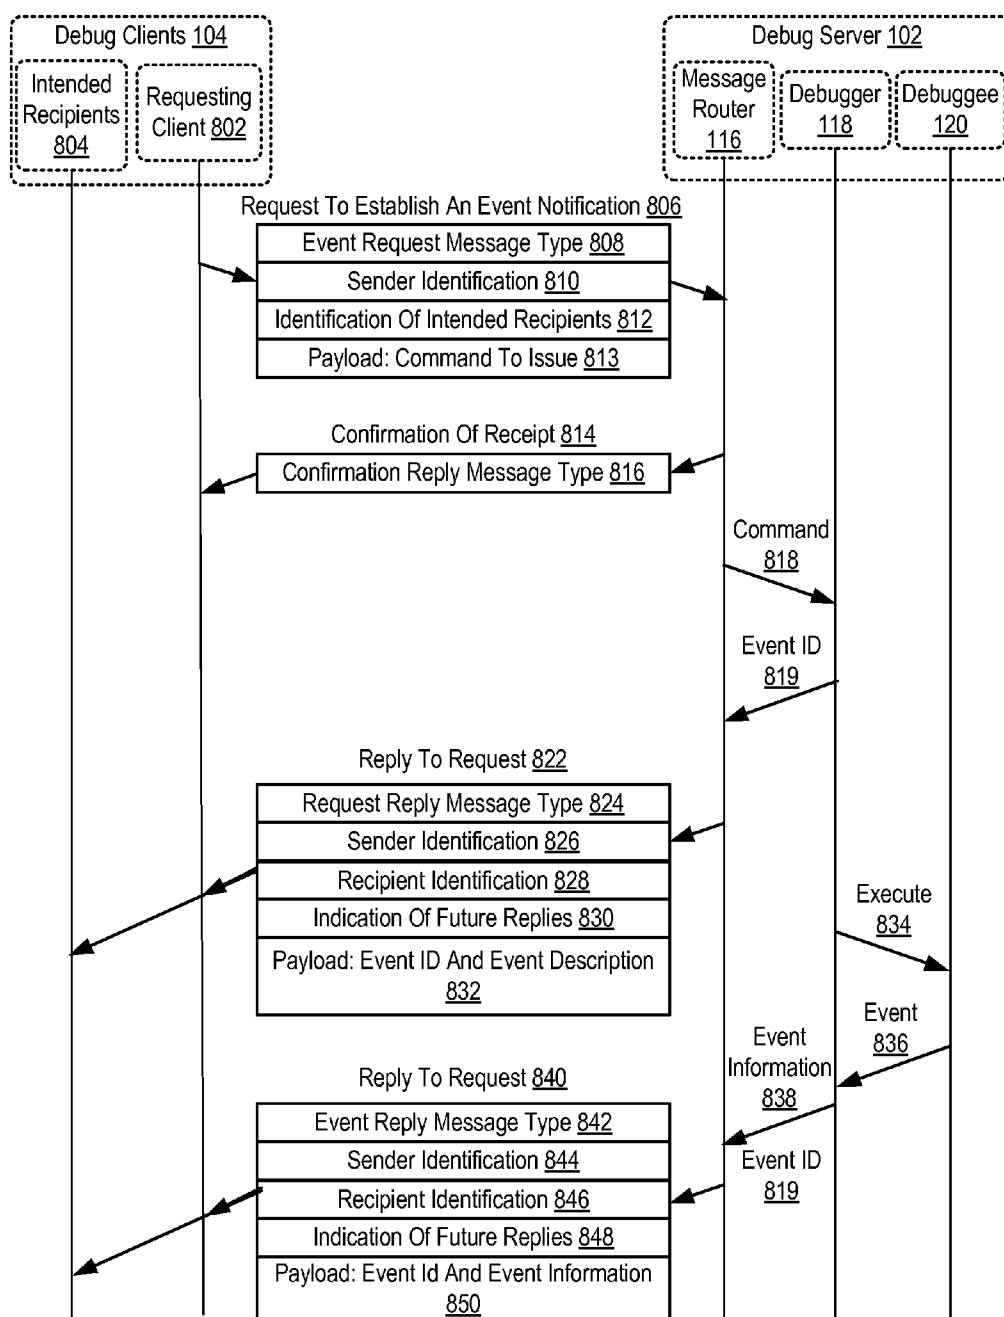 Debug Clients 104
Intended
Recipients
804
Requesting
Client 802
Debug Server 102
Message
Router
116
Debugger
118
Debuggee
120
Request To Establish An Event Notification 806
Event Request Message Type 808
Sender Identification 810
Identification Of Intended Recipients 812
Payload: Command To Issue 813
Confirmation Of Receipt 814
Confirmation Reply Message Type 816
Command
818
Event ID
819
Reply To Request 822
Request Reply Message Type 824
Sender Identification 826
Recipient Identification 828
Indication Of Future Replies 830
Payload: Event ID And Event Description
832
Execute
834
Event
836
Event
Information
838
Reply To Request 840
Event Reply Message Type 842
Sender Identification 844
Recipient Identification 846
Indication Of Future Replies 848
Payload: Event Id And Event Information
850
Event ID
819